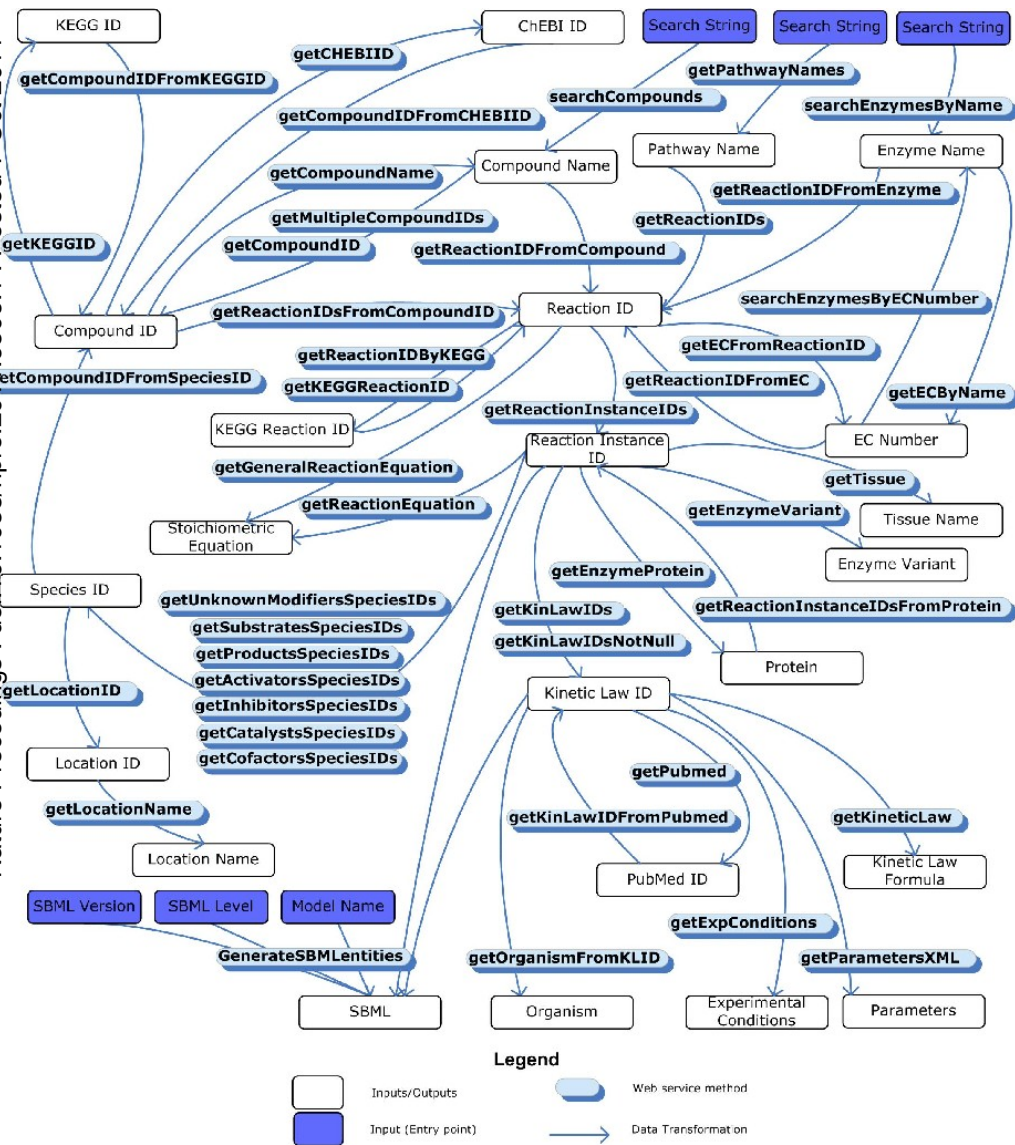 KEGG ID
ChEBI ID
Search String
Search String
Search String
getCHEBIID
getCompoundIDFromKEGGID
getPathwayNames
searchCompounds
searchEnzymesByName
getCompoundIDFromCHEBIID
Compound Name
Pathway Name
Enzyme Name
getCompoundName
getReactionIDFromEnzyme
getMultipleCompoundIDs
getReactionIDs
getKEGGID
getCompoundID
getReactionIDFromCompound
searchEnzymesByECNumber
getReactionIDsFromCompoundID
Reaction ID
Compound ID
getReactionIDByKEGG
getECFromReactionID
etCompoundIDFromSpeciesID
getKEGGReactionID
getReactionIDFromEC
getECByName
getReactionInstanceIDs
KEGG Reaction ID
Reaction Instance
ID
EC Number
getGeneralReactionEquation
getTissue
getReactionEquation
getEnzymeVariant
Tissue Name
Stoichiometric
Equation
Enzyme Variant
getEnzymeProtein
Species ID
getUnknownModifiersSpeciesIDs
getKinLawIDs
getReactionInstanceIDsFromProtein
getSubstratesSpeciesIDs
getKinLawIDsNotNull
getProductsSpeciesIDs
Protein
getActivatorsSpeciesIDs
getLocationID
Kinetic Law ID
getInhibitorsSpeciesIDs
getCatalystsSpeciesIDs
getCofactorsSpeciesIDs
Location ID
getPubmed
getLocationName
getKinLawIDFromPubmed
getKineticLaw
Location Name
Kinetic Law
Formula
PubMed ID
SBML Version
SBML Level
Model Name
getExpConditions
GenerateSBMLentities
getOrganismFromKLID
getParametersXML
SBML
Organism
Experimental
Conditions
Parameters
Legend
Inputs/Outputs
Web service method
Input (Entry point)
Data Transformation